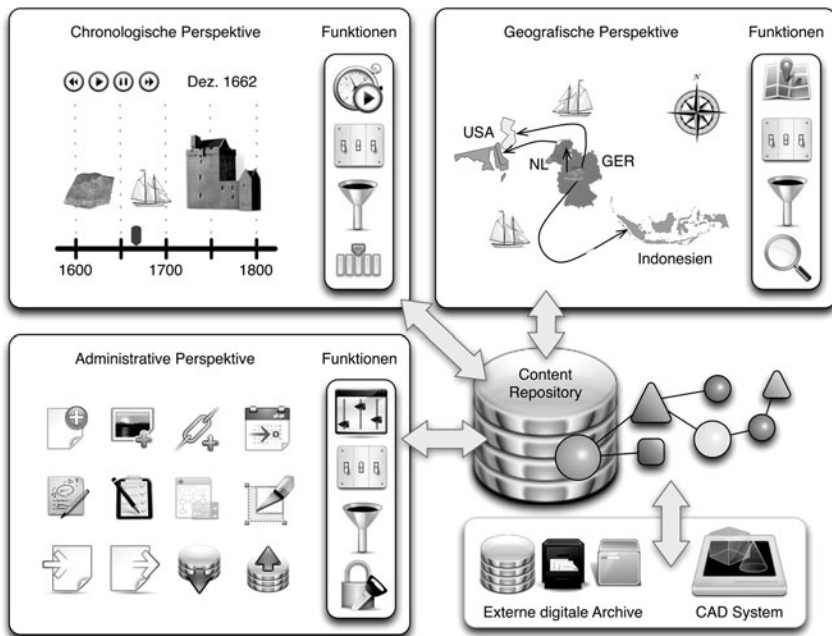 Chronologische Perspektive
Funktionen
Dez. 1662
1600
1700
1800
Geografische Perspektive
Funktionen
N
USA
NL
GER
Indonesien
Administrative Perspektive
Funktionen
Content
Repository
Externe digitale Archive
CAD System